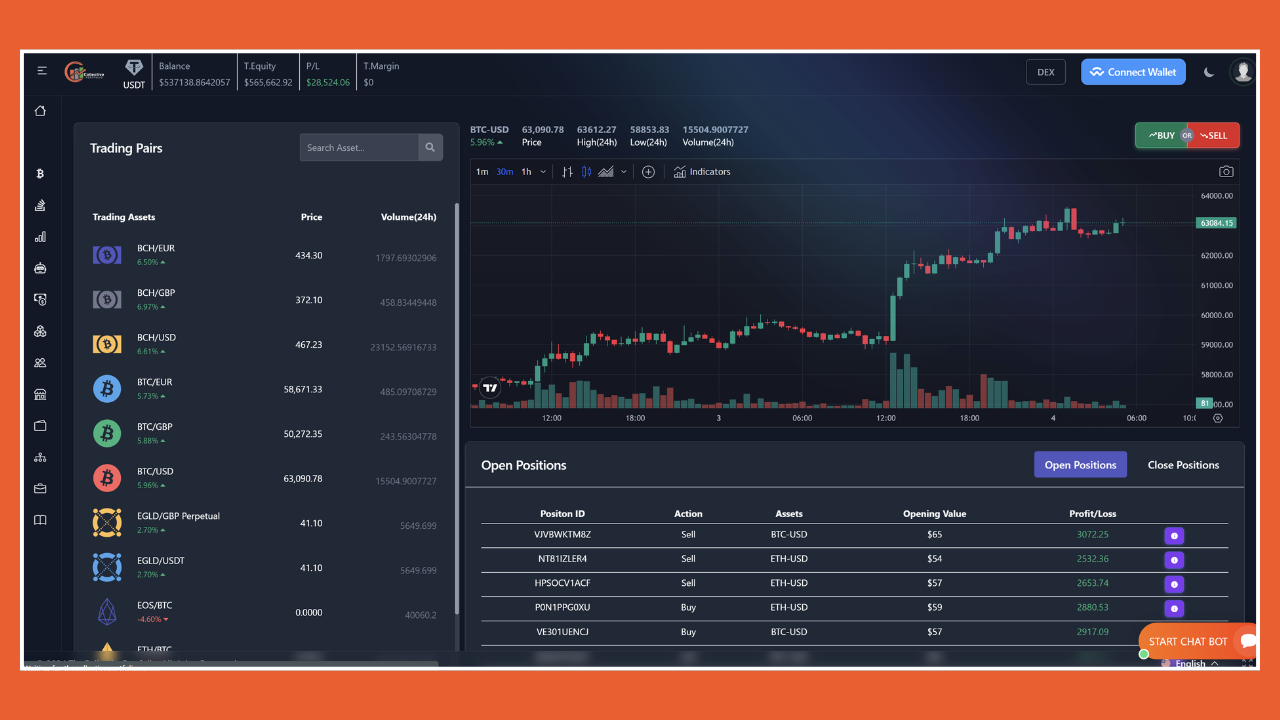 Collective
USDT
Balance
$537138.8642057
T.Equity
$565,662.92
P/L
$28,524.06
T.Margin
$0
DEX
Connect Wallet
Trading Pairs
Search Asset...
Trading Assets Price Volume(24h)
BCH/EUR
6.50%
434.30
1797.69302906
BCH/GBP
6.97%
372.10
458.83449448
BCH/USD
6.61%
467.23
23152.56916733
BTC/EUR
5.73%
58,671.33
485.09706729
BTC/GBP
5.88%
50,272.35
243.56304778
BTC/USD
5.96%
63,090.78
15504.9007727
EGLD/GBP Perpetual
2.70%
41.10
5649.699
EGLD/USDT
2.70%
41.10
5649.699
EOS/BTC
-4.60%
0.0000
40060.2
ETH/BTC
BTC-USD 63,090.78 63612.27 58853.83 15504.9007727
5.96% Price High(24h) Low(24h) Volume(24h)
BUY OR SELL
1m 30m 1h Indicators
64000.00
63084.15
62000.00
61000.00
60000.00
59000.00
58000.00
81
00.00
12:00 18:00 3 06:00 12:00 18:00 4 06:00 10:0
Open Positions
Open Positions
Close Positions
Positon ID Action Assets Opening Value Profit/Loss
VJVBWKTM8Z Sell BTC-USD $65 3072.25
NT81IZLER4 Sell ETH-USD $54 2532.36
HPSOCV1ACF Sell ETH-USD $57 2653.74
P0N1PPG0XU Buy ETH-USD $59 2880.53
VE301UENCJ Buy BTC-USD $57 2917.09
START CHAT BOT
English